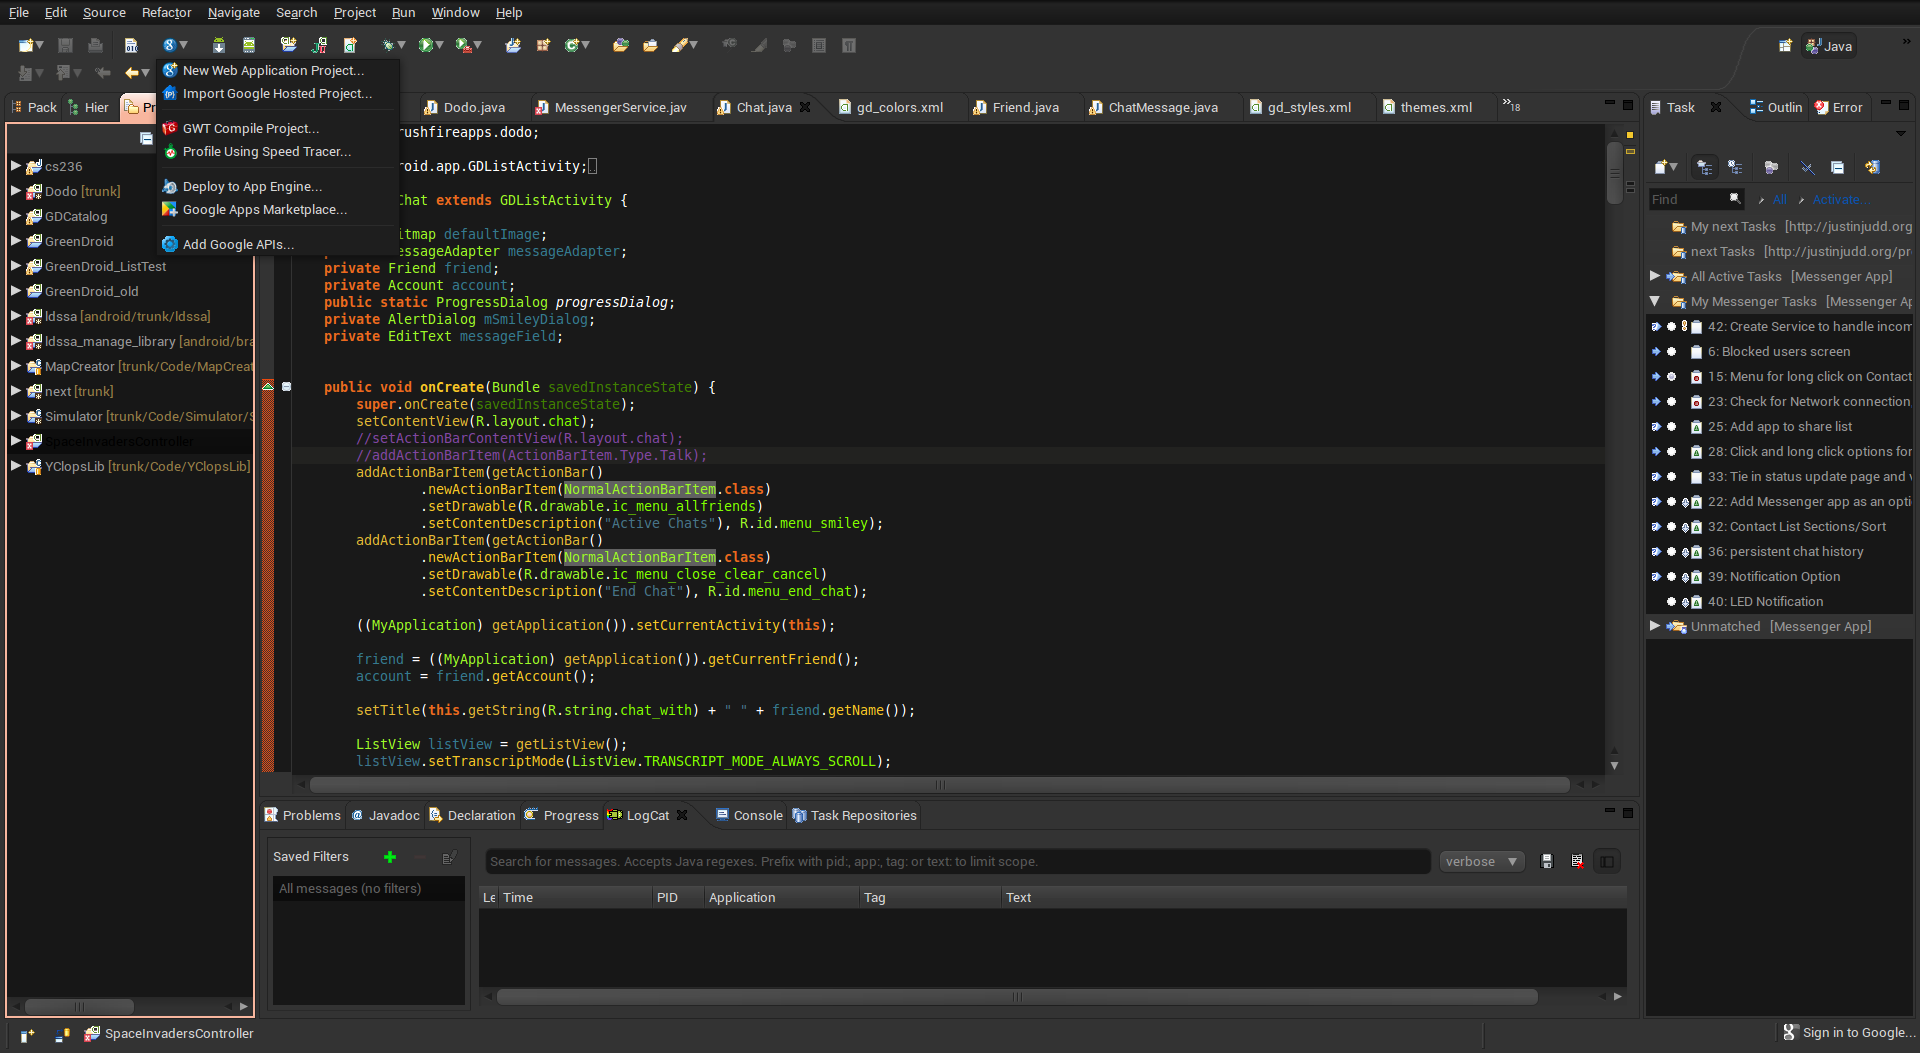 File Edit Source Refactor Navigate Search Project Run Window Help
Java
New Web Application Project...
Import Google Hosted Project...
GWT Compile Project...
Profile Using Speed Tracer...
Deploy to App Engine...
Google Apps Marketplace...
Add Google APIs...
Pack Hier Pr
cs236
Dodo [trunk]
GDCatalog
GreenDroid
GreenDroid_ListTest
GreenDroid_old
ldssa [android/trunk/ldssa]
ldssa_manage_library [android/bra
MapCreator [trunk/Code/MapCreat
next [trunk]
Simulator [trunk/Code/Simulator/S
SpaceInvadersController
YClopsLib [trunk/Code/YClopsLib]
Dodo.java MessengerService.jav Chat.java gd_colors.xml Friend.java ChatMessage.java gd_styles.xml themes.xml »18
rushfireapps.dodo;
roid.app.GDListActivity;
Chat extends GDListActivity {
itmap defaultImage;
essageAdapter messageAdapter;
private Friend friend;
private Account account;
public static ProgressDialog progressDialog;
private AlertDialog mSmileyDialog;
private EditText messageField;
public void onCreate(Bundle savedInstanceState) {
super.onCreate(savedInstanceState);
setContentView(R.layout.chat);
//setActionBarContentView(R.layout.chat);
//addActionBarItem(ActionBarItem.Type.Talk);
addActionBarItem(getActionBar()
.newActionBarItem(NormalActionBarItem.class)
.setDrawable(R.drawable.ic_menu_allfriends)
.setContentDescription("Active Chats"), R.id.menu_smiley);
addActionBarItem(getActionBar()
.newActionBarItem(NormalActionBarItem.class)
.setDrawable(R.drawable.ic_menu_close_clear_cancel)
.setContentDescription("End Chat"), R.id.menu_end_chat);
((MyApplication) getApplication()).setCurrentActivity(this);
friend = ((MyApplication) getApplication()).getCurrentFriend();
account = friend.getAccount();
setTitle(this.getString(R.string.chat_with) + " " + friend.getName());
ListView listView = getListView();
listView.setTranscriptMode(ListView.TRANSCRIPT_MODE_ALWAYS_SCROLL);
Problems Javadoc Declaration Progress LogCat Console Task Repositories
Saved Filters
All messages (no filters)
Search for messages. Accepts Java regexes. Prefix with pid:, app:, tag: or text: to limit scope.
verbose
Le Time PID Application Tag Text
Task Outlin Error
Find All Activate...
My next Tasks [http://justinjudd.org
next Tasks [http://justinjudd.org/pr
All Active Tasks [Messenger App]
My Messenger Tasks [Messenger Ap
42: Create Service to handle incom
6: Blocked users screen
15: Menu for long click on Contact
23: Check for Network connection,
25: Add app to share list
28: Click and long click options for
33: Tie in status update page and v
22: Add Messenger app as an opti
32: Contact List Sections/Sort
36: persistent chat history
39: Notification Option
40: LED Notification
Unmatched [Messenger App]
SpaceInvadersController
Sign in to Google...